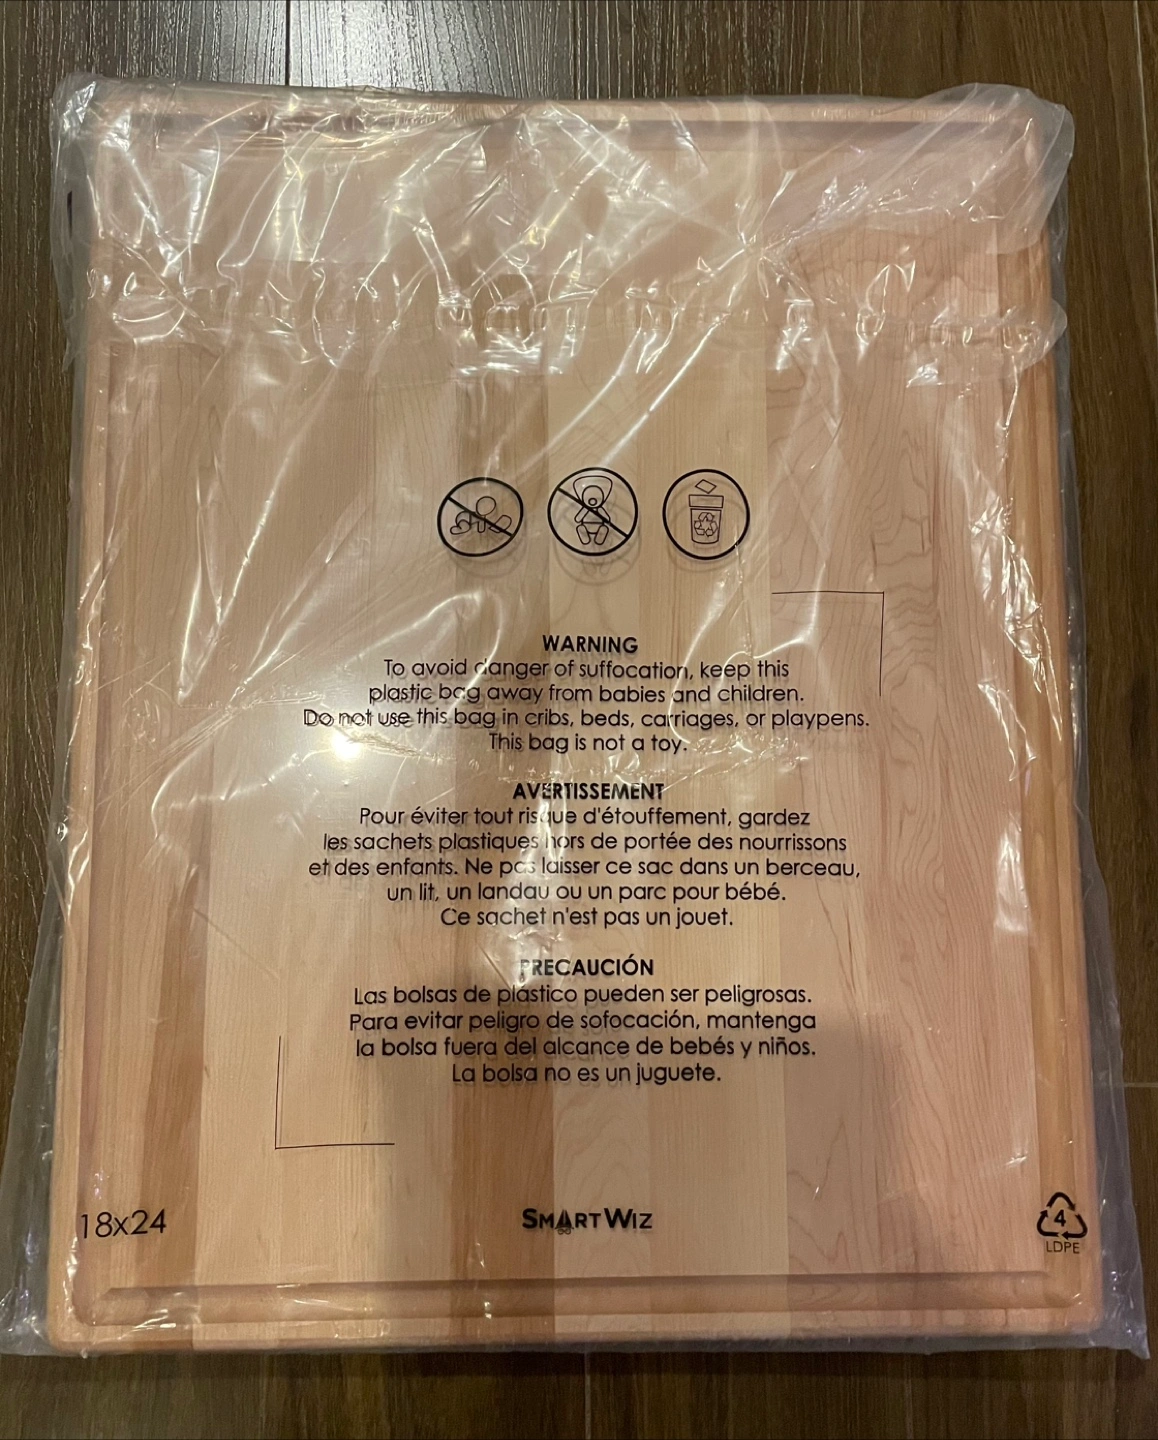 WARNING
To avoid danger of suffocation, keep this
plastic bag away from babies and children.
Do not use this bag in cribs, beds, carriages, or playpens.
This bag is not a toy.
AVERTISSEMENT
Pour éviter tout risque d'étouffement, gardez
les sachets plastiques hors de portée des nourrissons
et des enfants. Ne pas laisser ce sac dans un berceau,
un lit, un landau ou un parc pour bébé.
Ce sachet n'est pas un jouet.
PRECAUCIÓN
Las bolsas de plástico pueden ser peligrosas.
Para evitar peligro de sofocación, mantenga
la bolsa fuera del alcance de bebés y niños.
La bolsa no es un juguete.
18x24
SMARTWIZ
4
LDPE